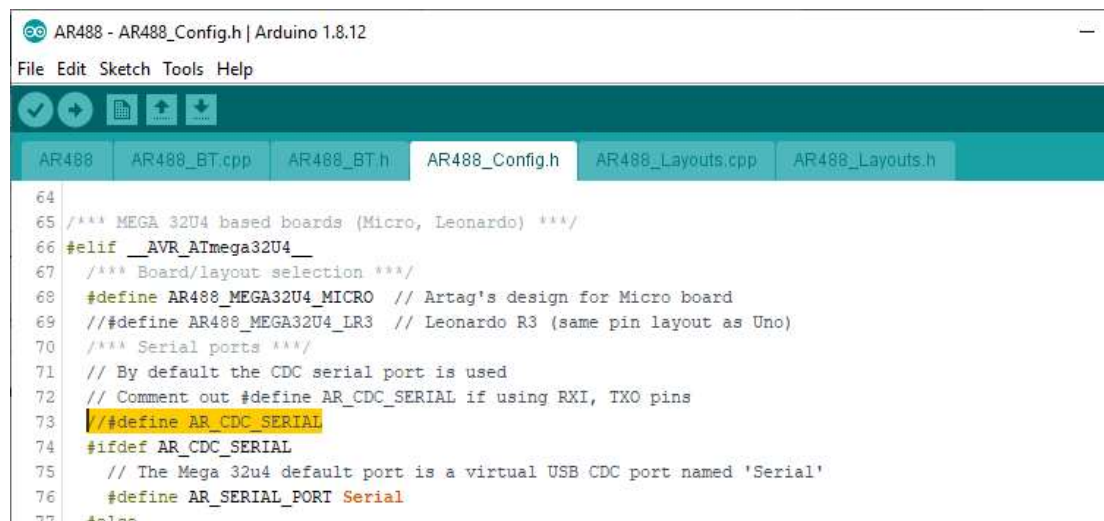 AR488 - AR488_Config.h | Arduino 1.8.12
File Edit Sketch Tools Help
AR488 AR488_BT.cpp AR488_BT.h AR488_Config.h AR488_Layouts.cpp AR488_Layouts.h
64
65 /*** MEGA 32U4 based boards (Micro, Leonardo) ***/
66 #elif __AVR_ATmega32U4__
67 /*** Board/layout selection ***/
68 #define AR488_MEGA32U4_MICRO // Artag's design for Micro board
69 //#define AR488_MEGA32U4_LR3 // Leonardo R3 (same pin layout as Uno)
70 /*** Serial ports ***/
71 // By default the CDC serial port is used
72 // Comment out #define AR_CDC_SERIAL if using RXI, TXO pins
73 //#define AR_CDC_SERIAL
74 #ifdef AR_CDC_SERIAL
75 // The Mega 32u4 default port is a virtual USB CDC port named 'Serial'
76 #define AR_SERIAL_PORT Serial
77 #else